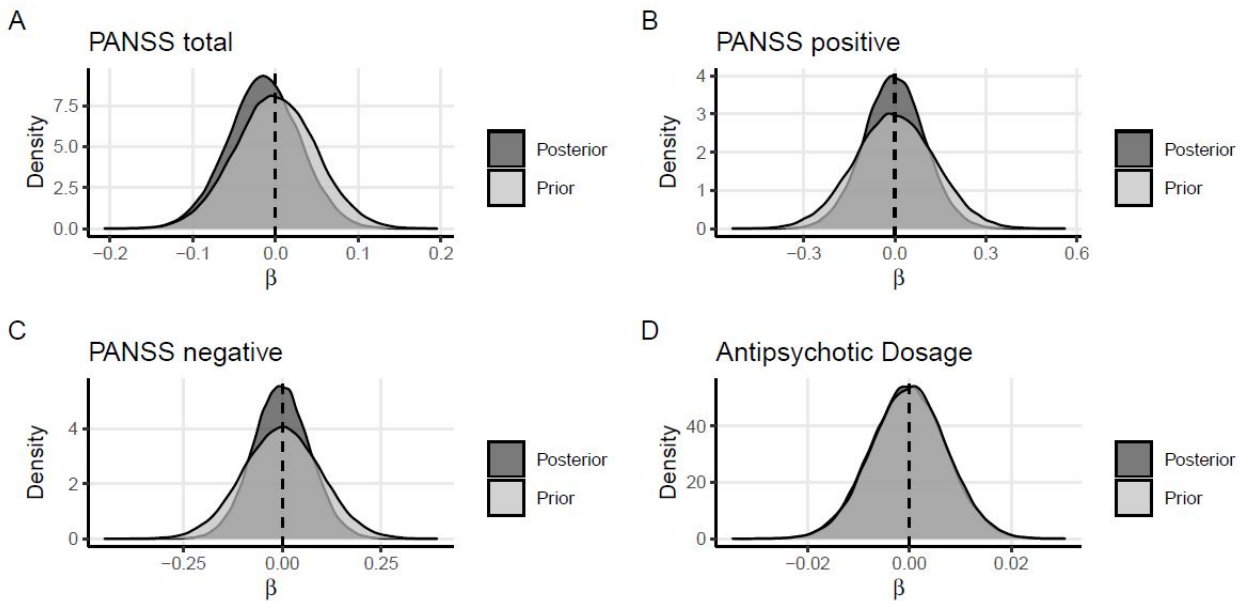 A
PANSS total
Density
7.5
5.0
2.5
0.0
−0.2 −0.1 0.0 0.1 0.2
β
Posterior
Prior
B
PANSS positive
Density
4
3
2
1
0
−0.3 0.0 0.3 0.6
β
Posterior
Prior
C
PANSS negative
Density
4
2
0
−0.25 0.00 0.25
β
Posterior
Prior
D
Antipsychotic Dosage
Density
40
20
0
−0.02 0.00 0.02
β
Posterior
Prior